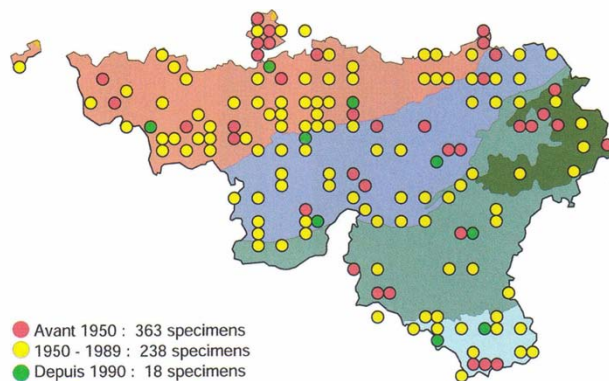 Avant 1950 : 363 specimens
1950 - 1989 : 238 specimens
Depuis 1990 : 18 specimens